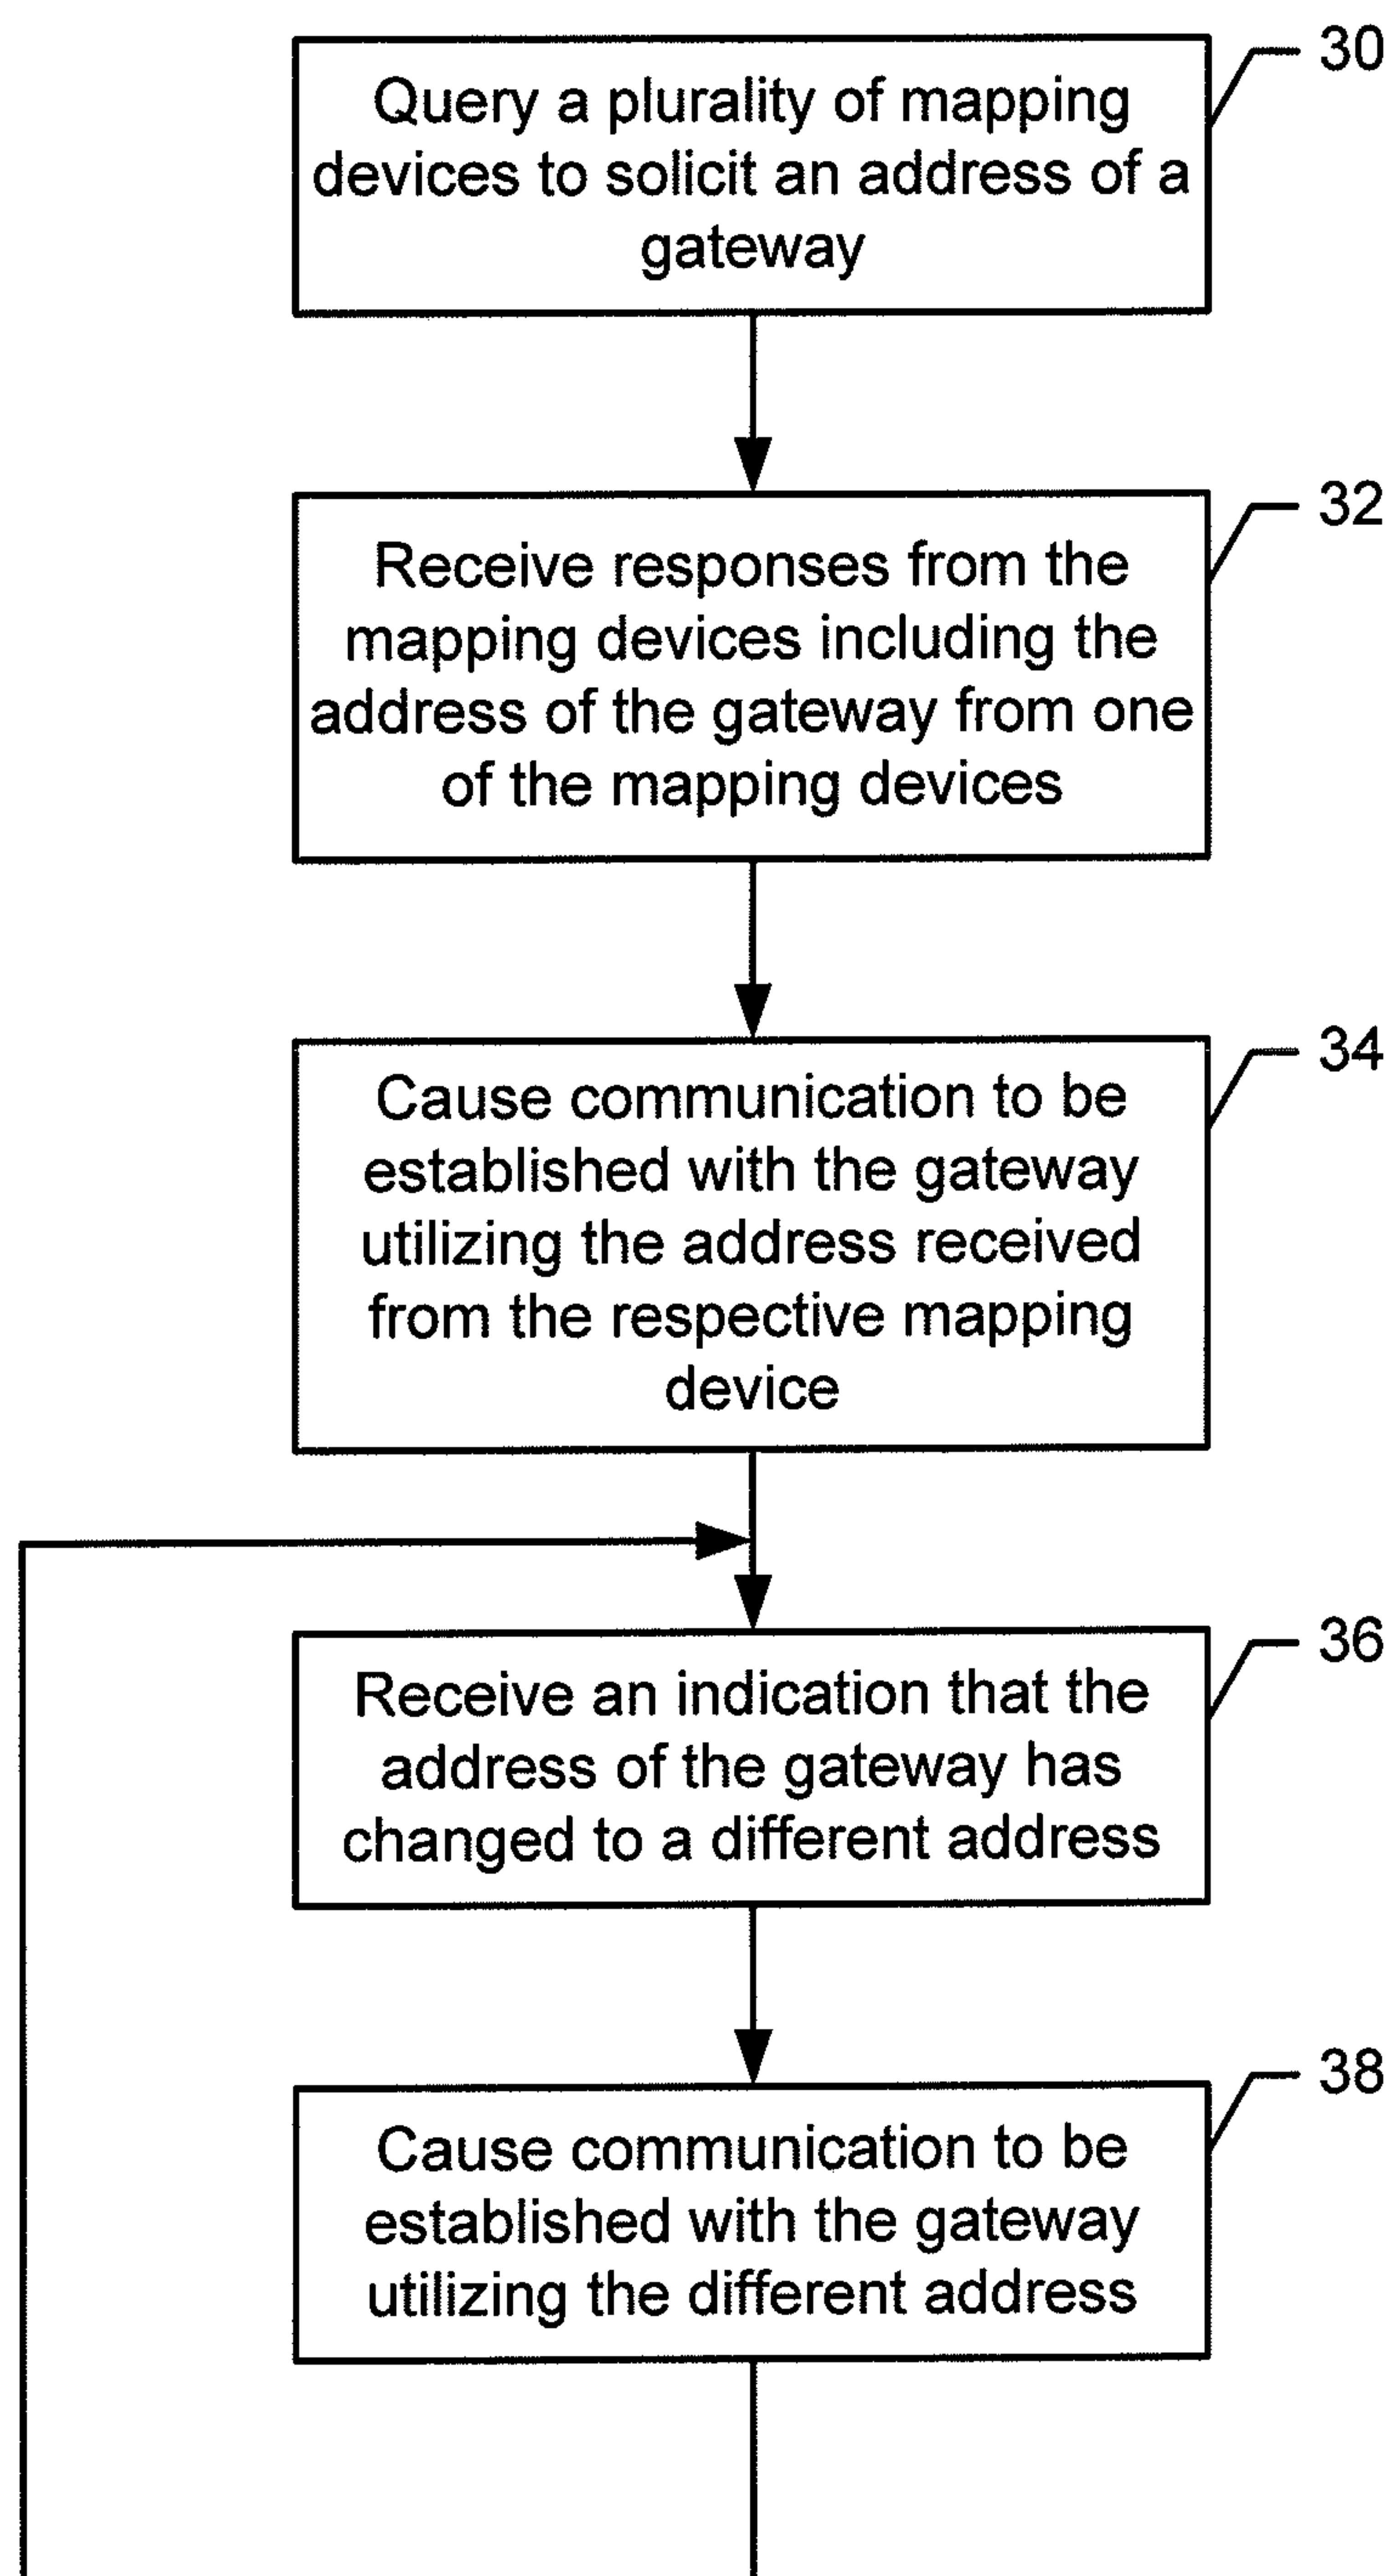 30
Query a plurality of mapping
devices to solicit an address of a
gateway
32
Receive responses from the
mapping devices including the
address of the gateway from one
of the mapping devices
34
Cause communication to be
established with the gateway
utilizing the address received
from the respective mapping
device
36
Receive an indication that the
address of the gateway has
changed to a different address
38
Cause communication to be
established with the gateway
utilizing the different address